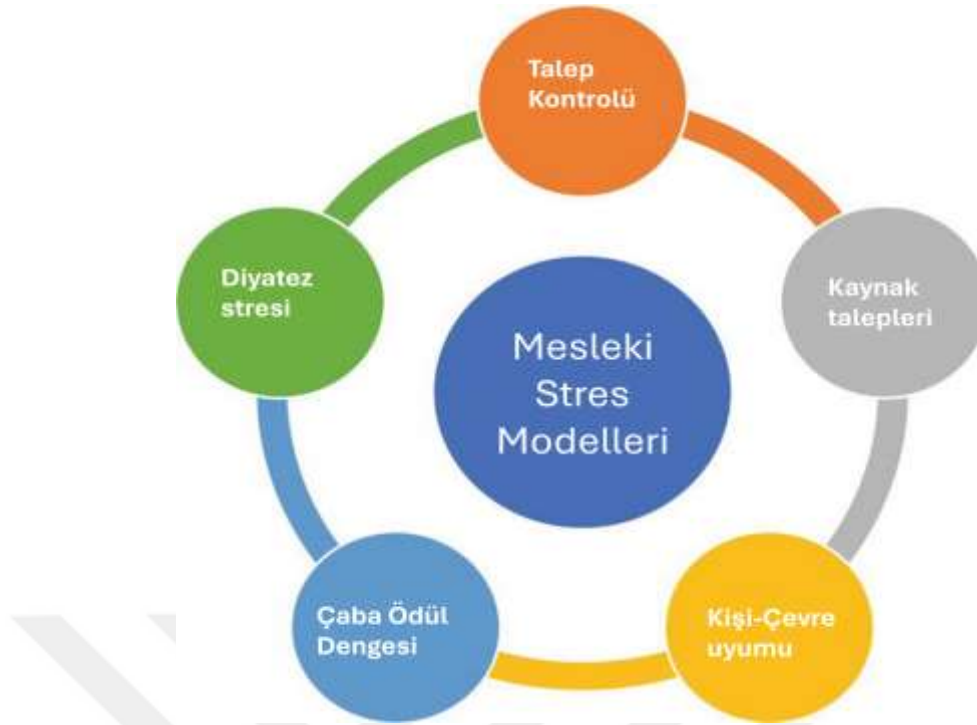 Talep
Kontrolü
Kaynak
talepleri
Kişi-Çevre
uyumu
Çaba Ödül
Dengesi
Diyatez
stresi
Mesleki
Stres
Modelleri